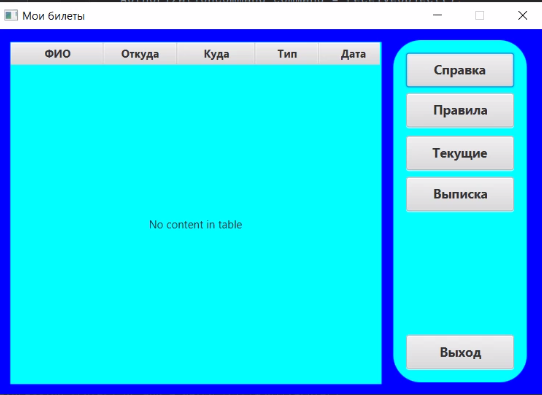 Мои билеты
ФИО Откуда Куда Тип Дата
No content in table
Справка
Правила
Текущие
Выписка
Выход